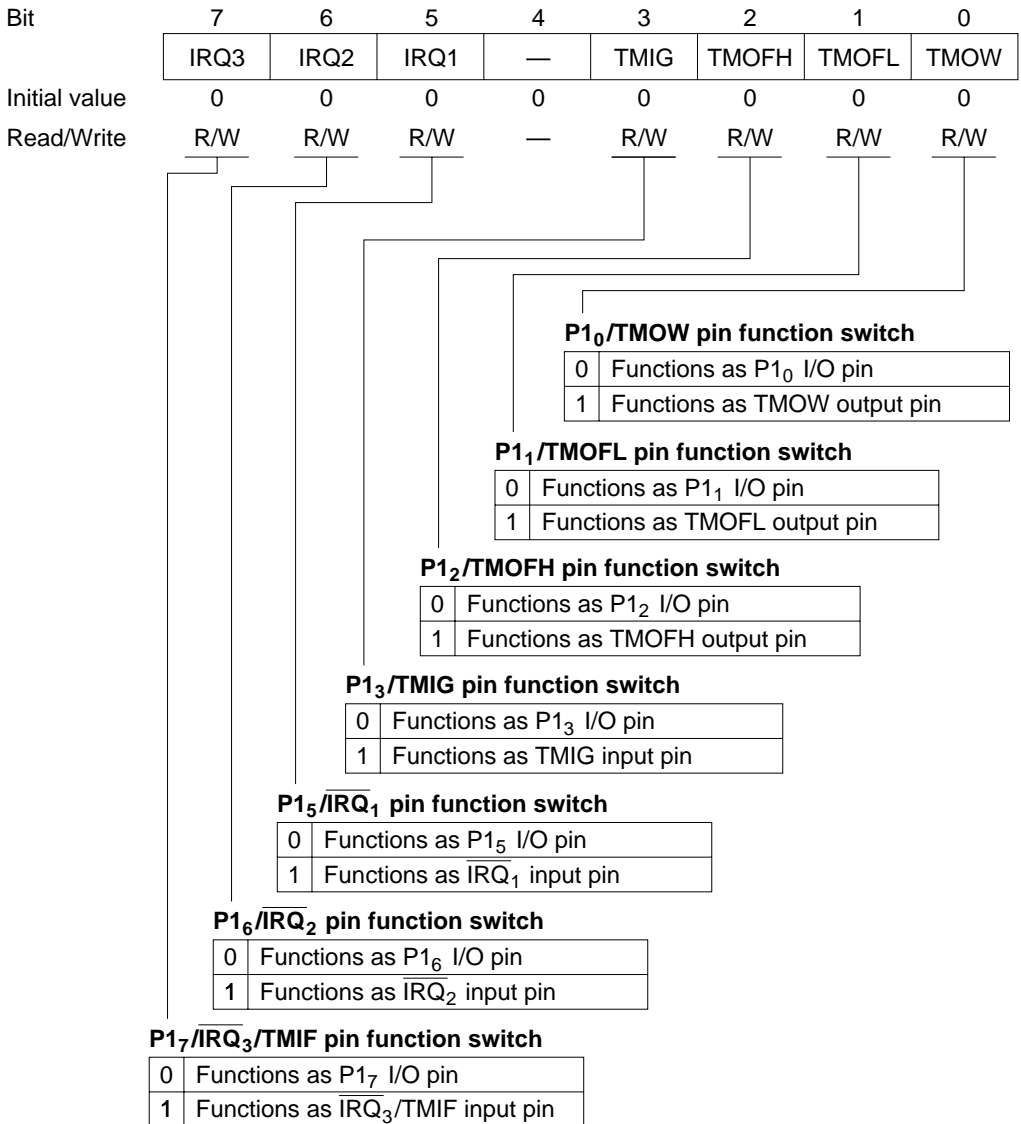 Bit 7 6 5 4 3 2 1 0
IRQ3 IRQ2 IRQ1 — TMIG TMOFH TMOFL TMOW
Initial value 0 0 0 0 0 0 0 0
Read/Write R/W R/W R/W — R/W R/W R/W R/W
P1₀/TMOW pin function switch
0 Functions as P1₀ I/O pin
1 Functions as TMOW output pin
P1₁/TMOFL pin function switch
0 Functions as P1₁ I/O pin
1 Functions as TMOFL output pin
P1₂/TMOFH pin function switch
0 Functions as P1₂ I/O pin
1 Functions as TMOFH output pin
P1₃/TMIG pin function switch
0 Functions as P1₃ I/O pin
1 Functions as TMIG input pin
P1₅/I̅R̅Q̅₁ pin function switch
0 Functions as P1₅ I/O pin
1 Functions as I̅R̅Q̅₁ input pin
P1₆/I̅R̅Q̅₂ pin function switch
0 Functions as P1₆ I/O pin
1 Functions as I̅R̅Q̅₂ input pin
P1₇/I̅R̅Q̅₃/TMIF pin function switch
0 Functions as P1₇ I/O pin
1 Functions as I̅R̅Q̅₃/TMIF input pin